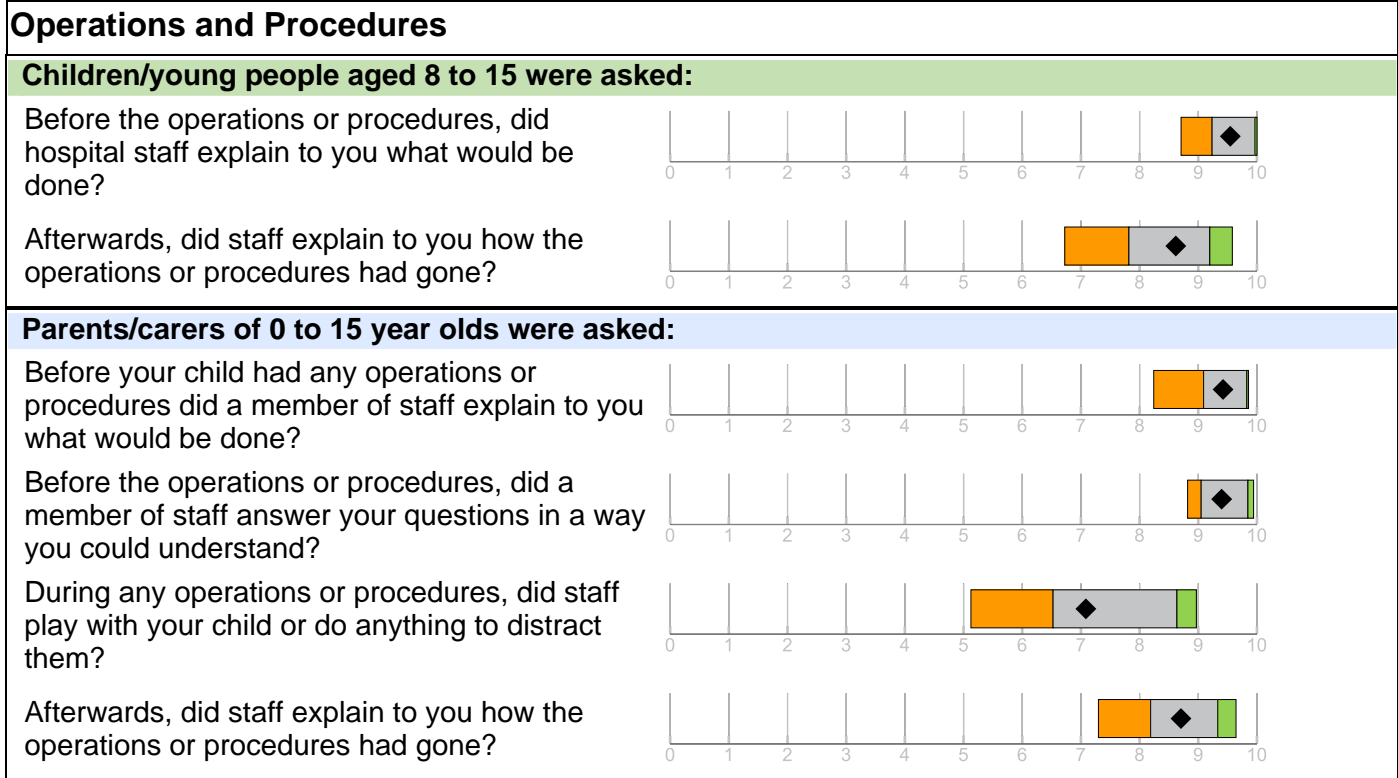 Operations and Procedures
Children/young people aged 8 to 15 were asked:
Before the operations or procedures, did
hospital staff explain to you what would be
done?
0 1 2 3 4 5 6 7 8 9 10
Afterwards, did staff explain to you how the
operations or procedures had gone?
0 1 2 3 4 5 6 7 8 9 10
Parents/carers of 0 to 15 year olds were asked:
Before your child had any operations or
procedures did a member of staff explain to you
what would be done?
0 1 2 3 4 5 6 7 8 9 10
Before the operations or procedures, did a
member of staff answer your questions in a way
you could understand?
0 1 2 3 4 5 6 7 8 9 10
During any operations or procedures, did staff
play with your child or do anything to distract
them?
0 1 2 3 4 5 6 7 8 9 10
Afterwards, did staff explain to you how the
operations or procedures had gone?
0 1 2 3 4 5 6 7 8 9 10